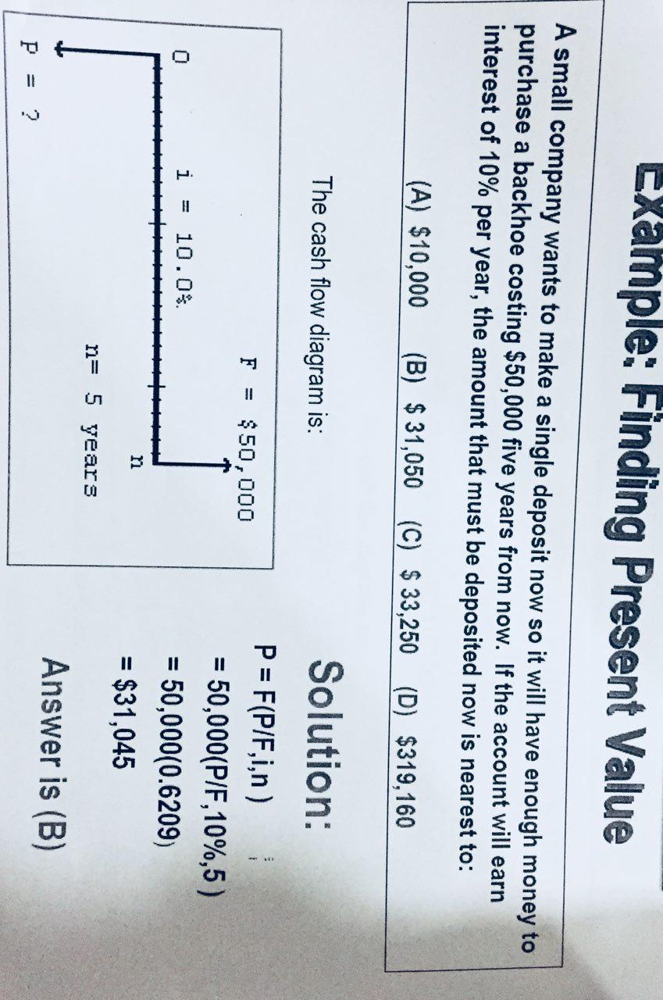 Example: Finding Present Value
A small company wants to make a single deposit now so it will have enough money to
purchase a backhoe costing $50,000 five years from now. If the account will earn
interest of 10% per year, the amount that must be deposited now is nearest to:
(A) $10,000 (B) $ 31,050 (C) $ 33,250 (D) $319,160
The cash flow diagram is:
F = $50,000
i = 10.0%
0
n
n= 5 years
P = ?
Solution:
P = F(P/F,i,n )
= 50,000(P/F,10%,5 )
= 50,000(0.6209)
= $31,045
Answer is (B)